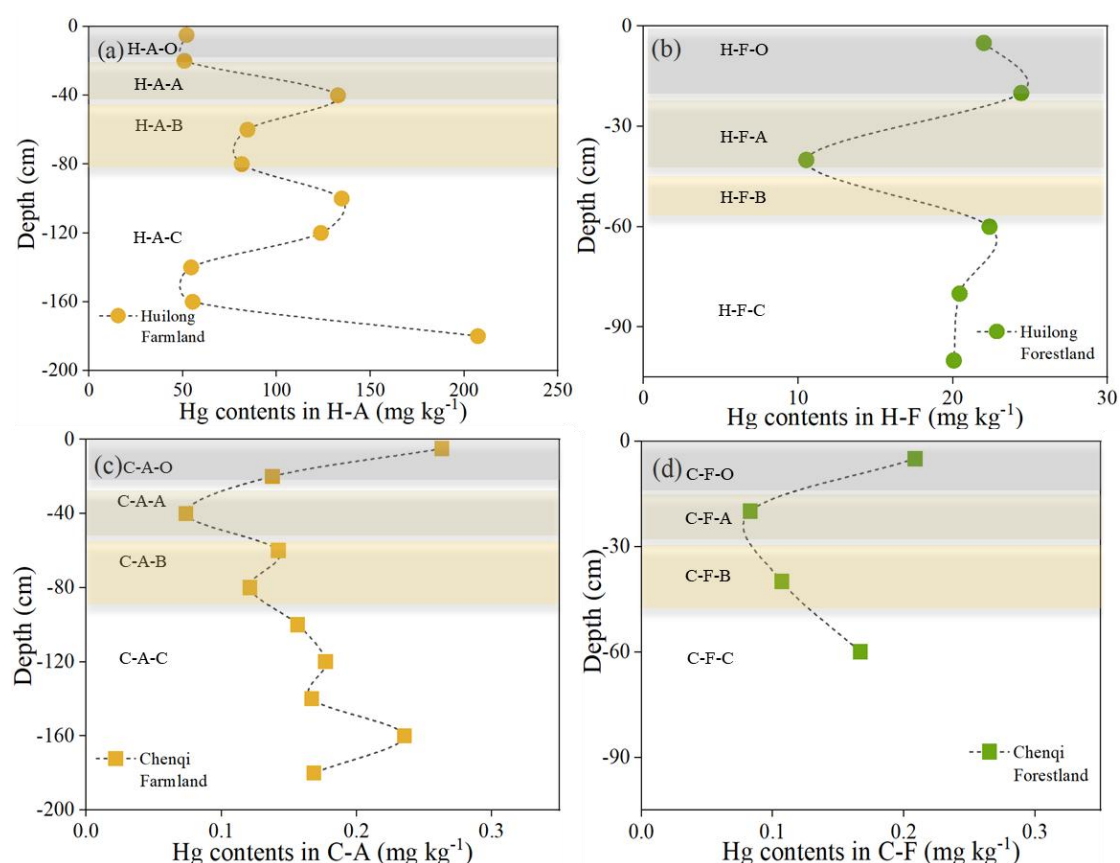 (a)
H-A-O
H-A-A
H-A-B
H-A-C
Huilong
Farmland
0
-40
-80
-120
-160
-200
Depth (cm)
0 50 100 150 200 250
Hg contents in H-A (mg kg-1)
(b)
H-F-O
H-F-A
H-F-B
H-F-C
Huilong
Forestland
0
-30
-60
-90
Depth (cm)
0 10 20 30
Hg contents in H-F (mg kg-1)
(c)
C-A-O
C-A-A
C-A-B
C-A-C
Chenqi
Farmland
0
-40
-80
-120
-160
-200
Depth (cm)
0.0 0.1 0.2 0.3
Hg contents in C-A (mg kg-1)
(d)
C-F-O
C-F-A
C-F-B
C-F-C
Chenqi
Forestland
0
-30
-60
-90
Depth (cm)
0.0 0.1 0.2 0.3
Hg contents in C-F (mg kg-1)